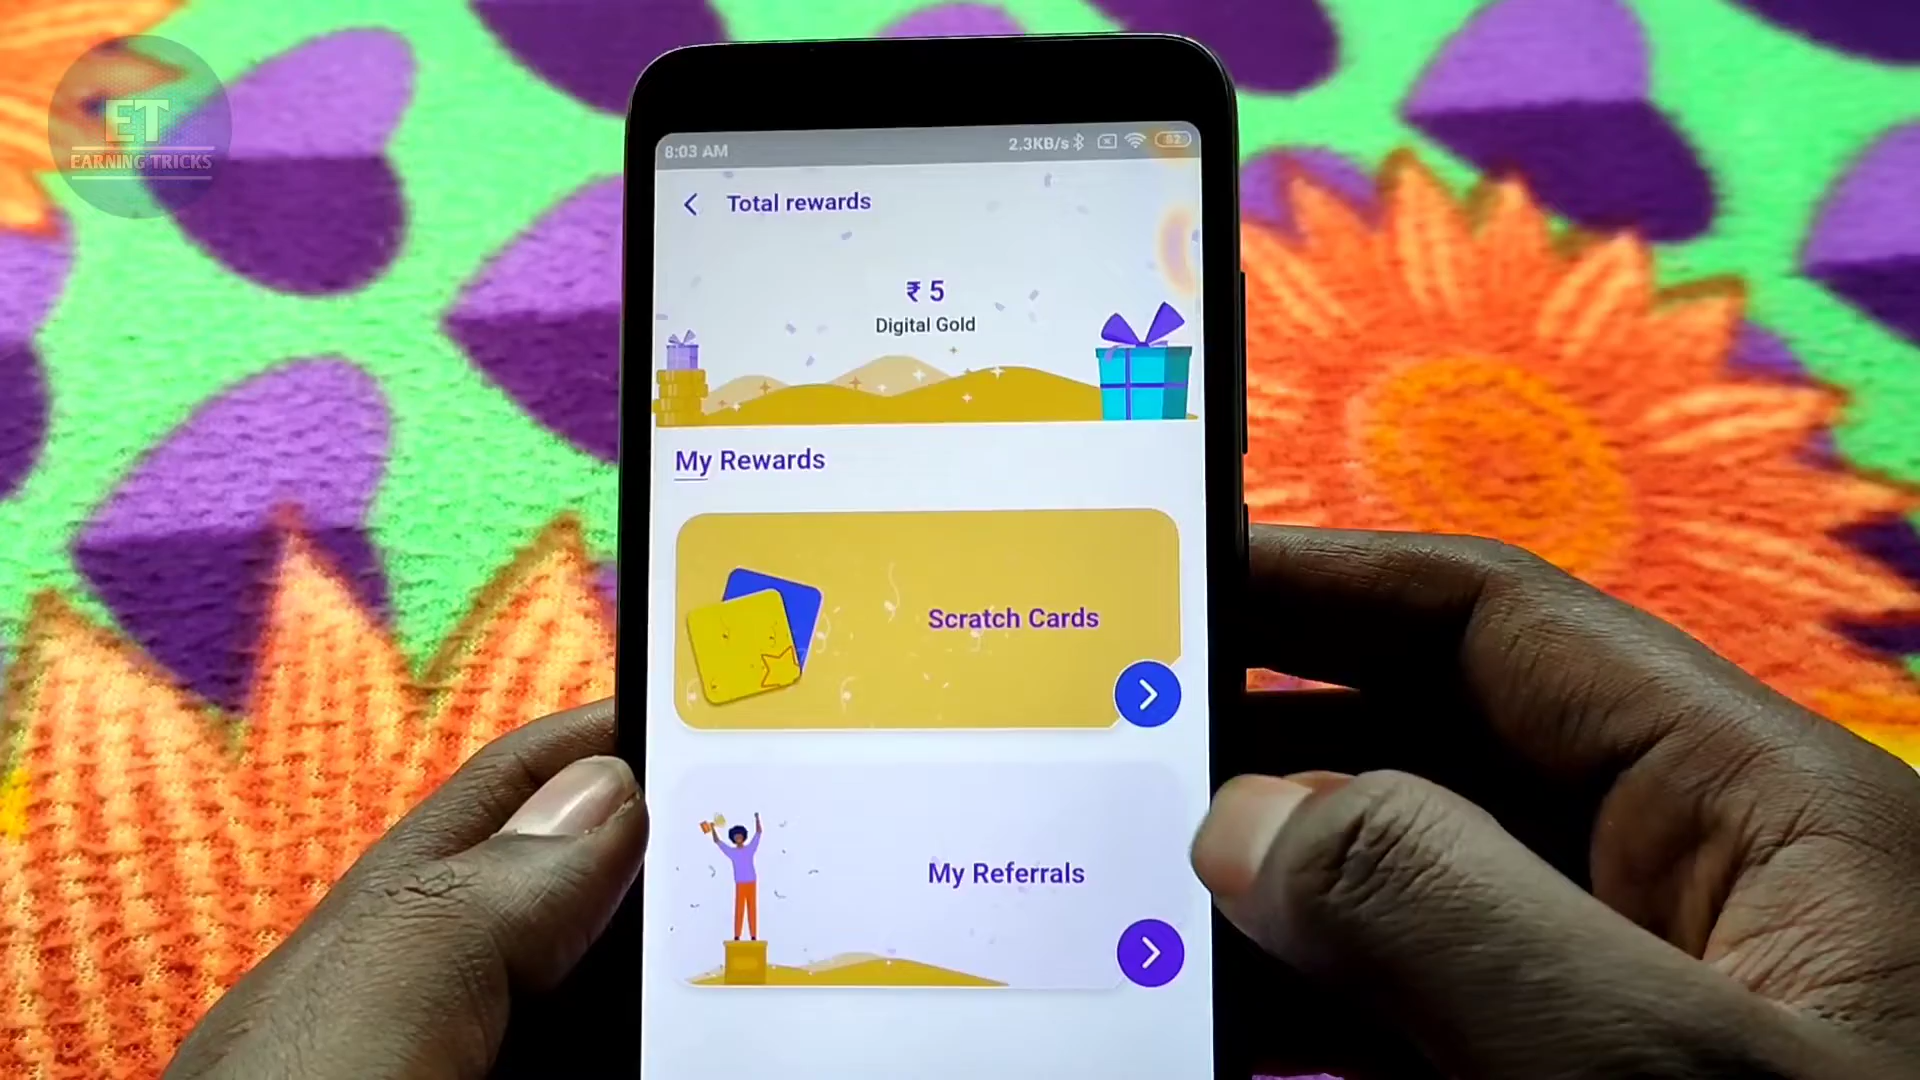 ET
EARNING TRICKS
8:03 AM
2.3KB/s
52
Total rewards
₹ 5
Digital Gold
My Rewards
Scratch Cards
My Referrals